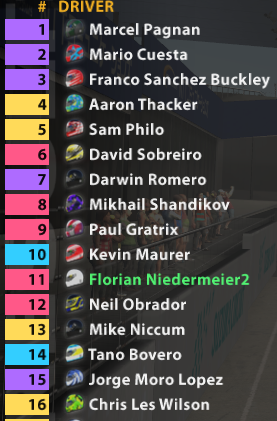 # DRIVER
1 Marcel Pagnan
2 Mario Cuesta
3 Franco Sanchez Buckley
4 Aaron Thacker
5 Sam Philo
6 David Sobreiro
7 Darwin Romero
8 Mikhail Shandikov
9 Paul Gratrix
10 Kevin Maurer
11 Florian Niedermeier2
12 Neil Obrador
13 Mike Niccum
14 Tano Bovero
15 Jorge Moro Lopez
16 Chris Les Wilson